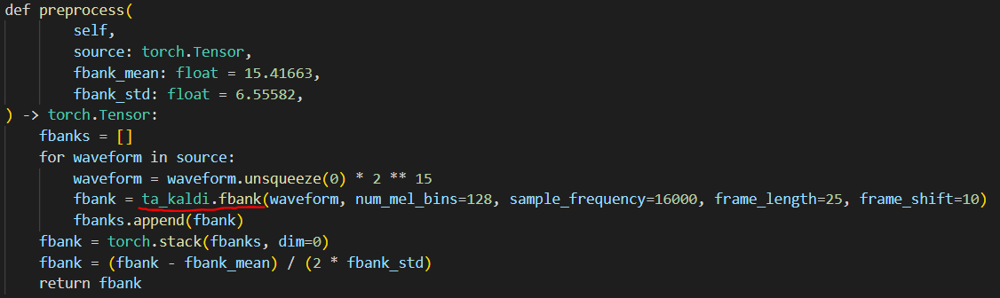 def preprocess(
        self,
        source: torch.Tensor,
        fbank_mean: float = 15.41663,
        fbank_std: float = 6.55582,
) -> torch.Tensor:
    fbanks = []
    for waveform in source:
        waveform = waveform.unsqueeze(0) * 2 ** 15
        fbank = ta_kaldi.fbank(waveform, num_mel_bins=128, sample_frequency=16000, frame_length=25, frame_shift=10)
        fbanks.append(fbank)
    fbank = torch.stack(fbanks, dim=0)
    fbank = (fbank - fbank_mean) / (2 * fbank_std)
    return fbank